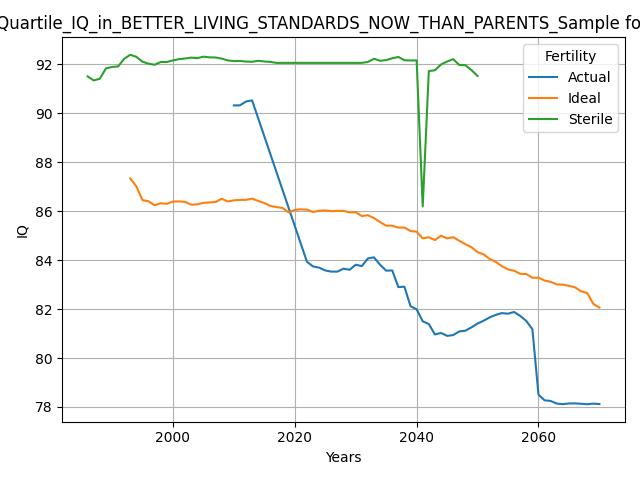 Quartile_IQ_in_BETTER_LIVING_STANDARDS_NOW_THAN_PARENTS_Sample fo
Fertility
Actual
Ideal
Sterile
IQ
92
90
88
86
84
82
80
78
2000
2020
2040
2060
Years